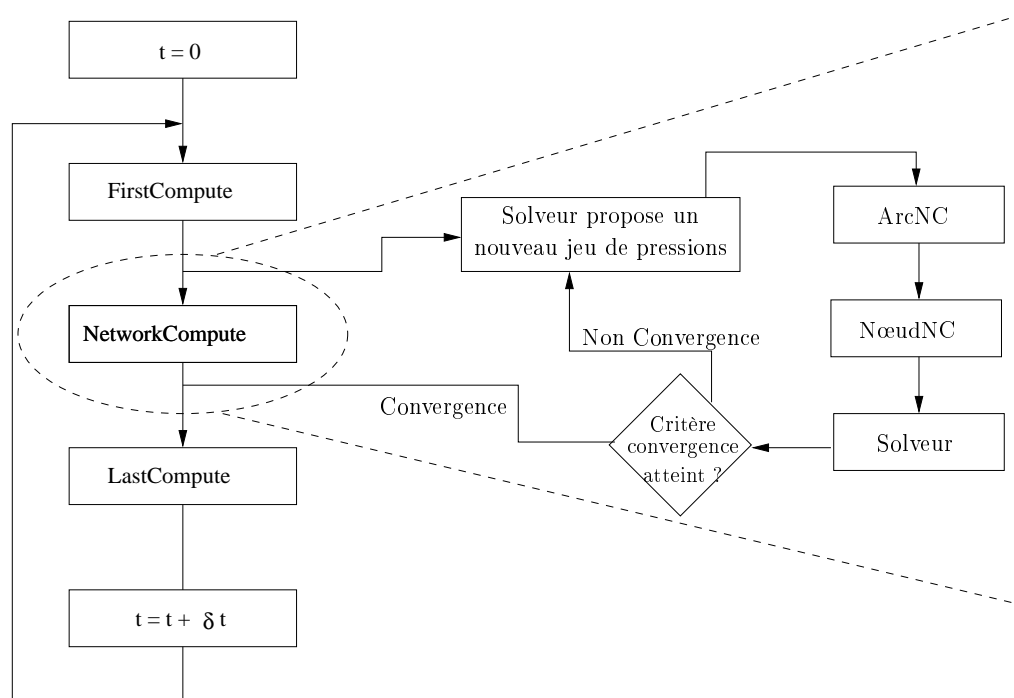 t = 0
FirstCompute
NetworkCompute
LastCompute
t = t + δ t
Solveur propose un
nouveau jeu de pressions
ArcNC
NœudNC
Solveur
Critère
convergence
atteint ?
Non Convergence
Convergence